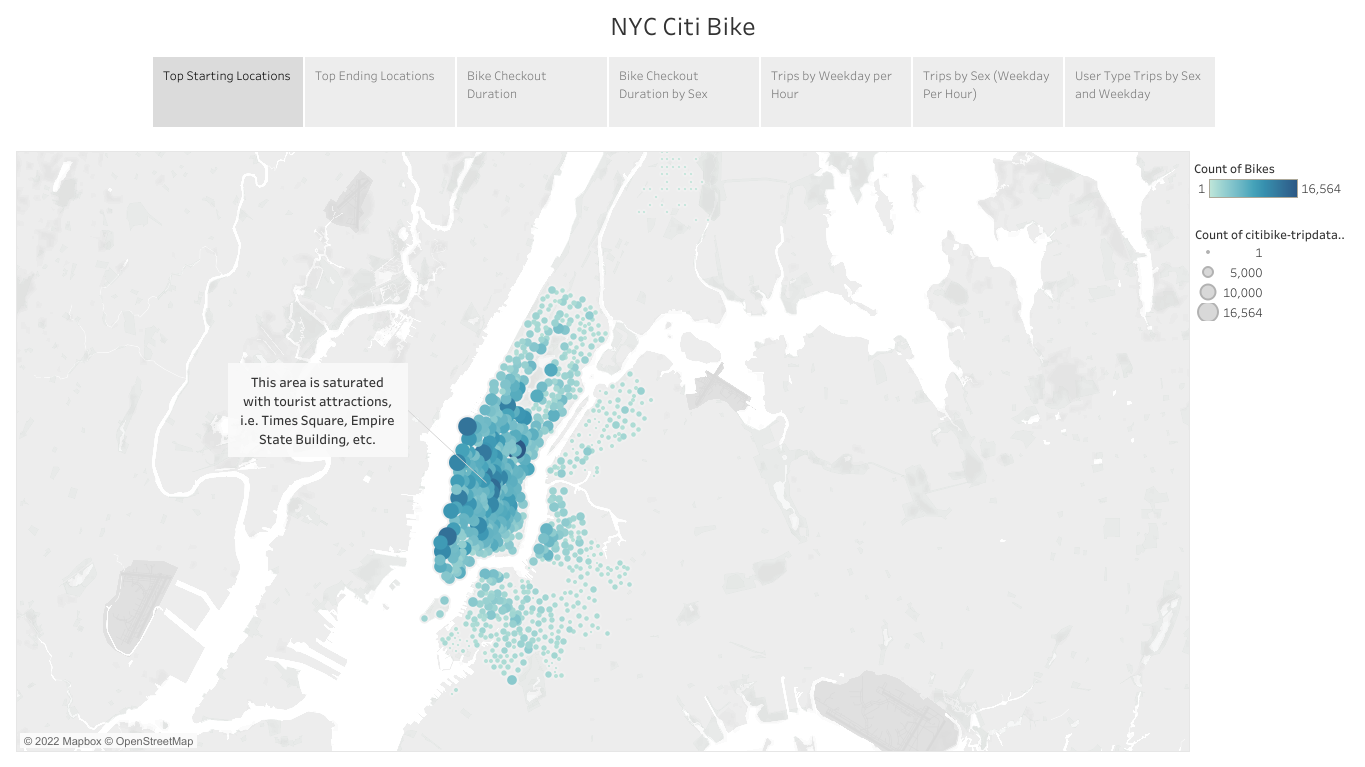 NYC Citi Bike
Top Starting Locations
Top Ending Locations
Bike Checkout
Duration
Bike Checkout
Duration by Sex
Trips by Weekday per
Hour
Trips by Sex (Weekday
Per Hour)
User Type Trips by Sex
and Weekday
This area is saturated
with tourist attractions,
i.e. Times Square, Empire
State Building, etc.
Count of Bikes
1 16,564
Count of citibike-tripdata..
1
5,000
10,000
16,564
© 2022 Mapbox © OpenStreetMap